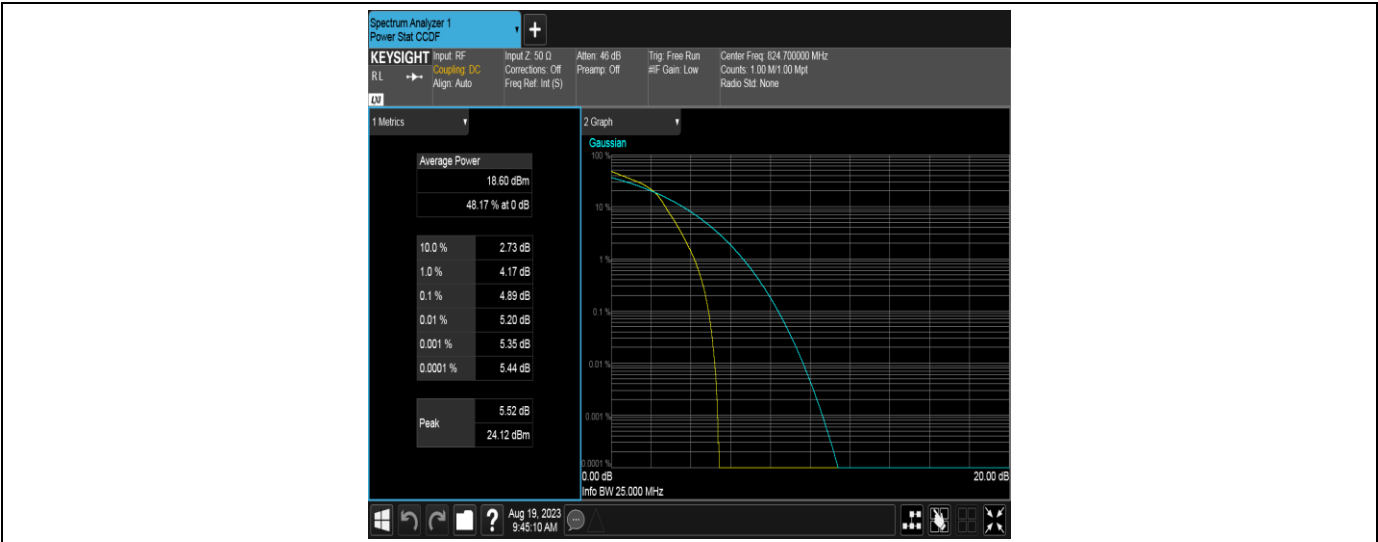 Spectrum Analyzer 1
Power Stat CCDF
+
KEYSIGHT
RL
LXI
Input: RF
Coupling: DC
Align: Auto
Input Z: 50 Ω
Corrections: Off
Freq Ref: Int (S)
Atten: 46 dB
Preamp: Off
Trig: Free Run
#IF Gain: Low
Center Freq: 824.700000 MHz
Counts: 1.00 M/1.00 Mpt
Radio Std: None
1 Metrics
Average Power
18.60 dBm
48.17 % at 0 dB
10.0 % 2.73 dB
1.0 % 4.17 dB
0.1 % 4.89 dB
0.01 % 5.20 dB
0.001 % 5.35 dB
0.0001 % 5.44 dB
Peak
5.52 dB
24.12 dBm
2 Graph
Gaussian
100 %
10 %
1 %
0.1 %
0.01 %
0.001 %
0.0001 %
0.00 dB 20.00 dB
Info BW 25.000 MHz
?
Aug 19, 2023
9:45:10 AM